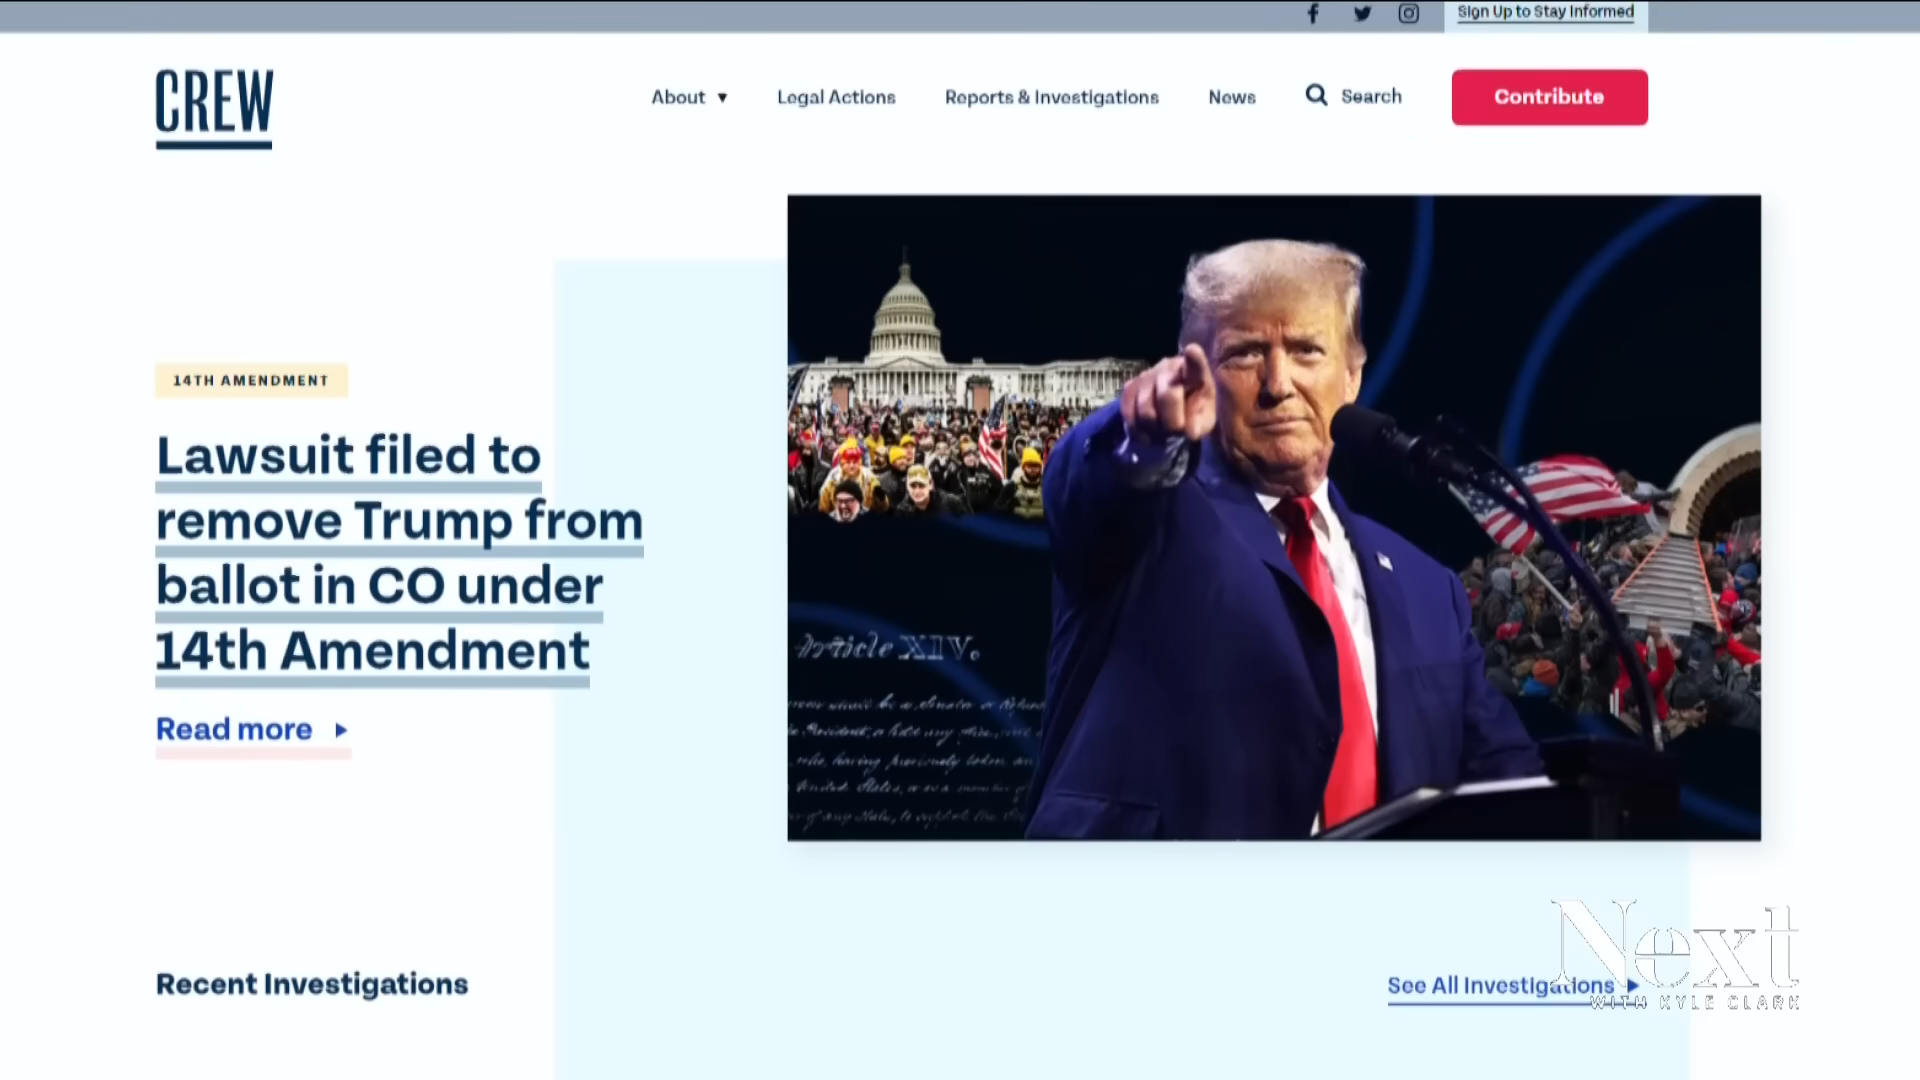 Sign Up to Stay Informed
CREW
About
Legal Actions
Reports & Investigations
News
Search
Contribute
14TH AMENDMENT
Lawsuit filed to
remove Trump from
ballot in CO under
14th Amendment
Read more
Article XIV.
Recent Investigations
See All Investigations
Next
WITH KYLE CLARK